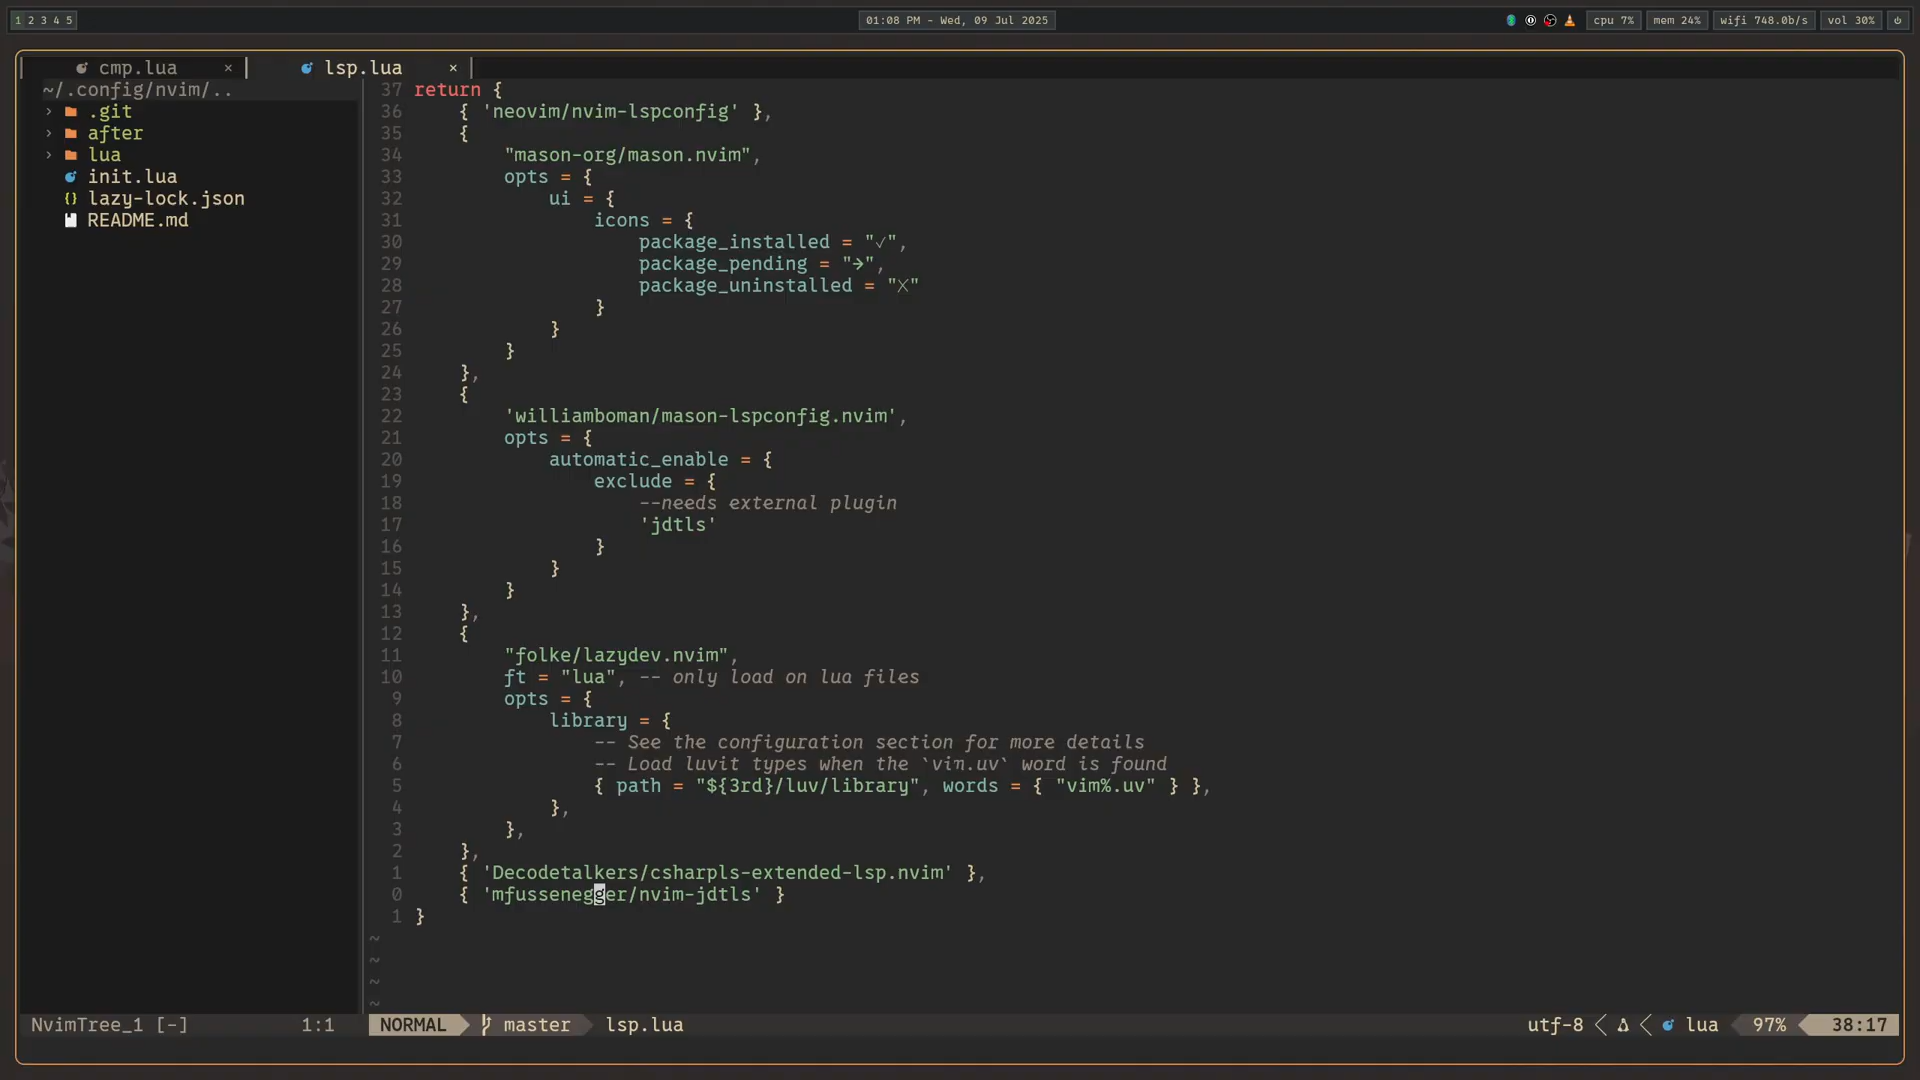 1 2 3 4 5
01:08 PM - Wed, 09 Jul 2025
cpu 7%
mem 24%
wifi 748.0b/s
vol 30%
cmp.lua ×
lsp.lua ×
~/.config/nvim/..
.git
after
lua
init.lua
{} lazy-lock.json
README.md
37 return {
36     { 'neovim/nvim-lspconfig' },
35     {
34         "mason-org/mason.nvim",
33         opts = {
32             ui = {
31                 icons = {
30                     package_installed = "✓",
29                     package_pending = "➜",
28                     package_uninstalled = "✗"
27                 }
26             }
25         }
24     },
23     {
22         'williamboman/mason-lspconfig.nvim',
21         opts = {
20             automatic_enable = {
19                 exclude = {
18                     --needs external plugin
17                     'jdtls'
16                 }
15             }
14         }
13     },
12     {
11         "folke/lazydev.nvim",
10         ft = "lua", -- only load on lua files
9         opts = {
8             library = {
7                 -- See the configuration section for more details
6                 -- Load luvit types when the `vim.uv` word is found
5                 { path = "${3rd}/luv/library", words = { "vim%.uv" } },
4             },
3         },
2     },
1     { 'Decodetalkers/csharpls-extended-lsp.nvim' },
0     { 'mfussenegger/nvim-jdtls' }
1 }
~
~
~
~
NvimTree_1 [-] 1:1
NORMAL master lsp.lua
utf-8 lua 97% 38:17